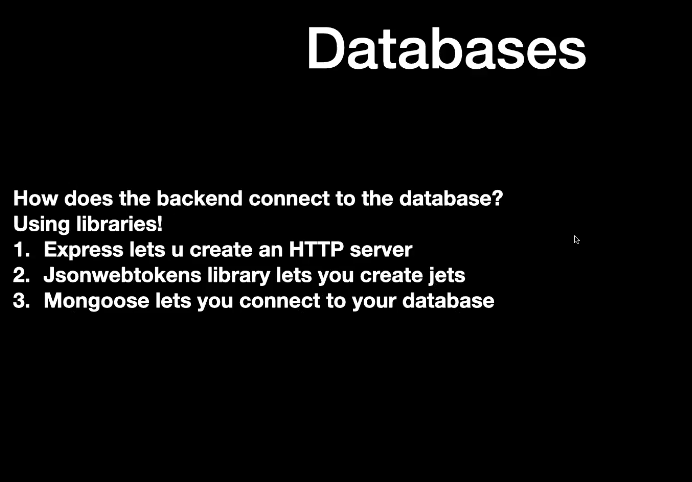 Databases
How does the backend connect to the database?
Using libraries!
1. Express lets u create an HTTP server
2. Jsonwebtokens library lets you create jets
3. Mongoose lets you connect to your database